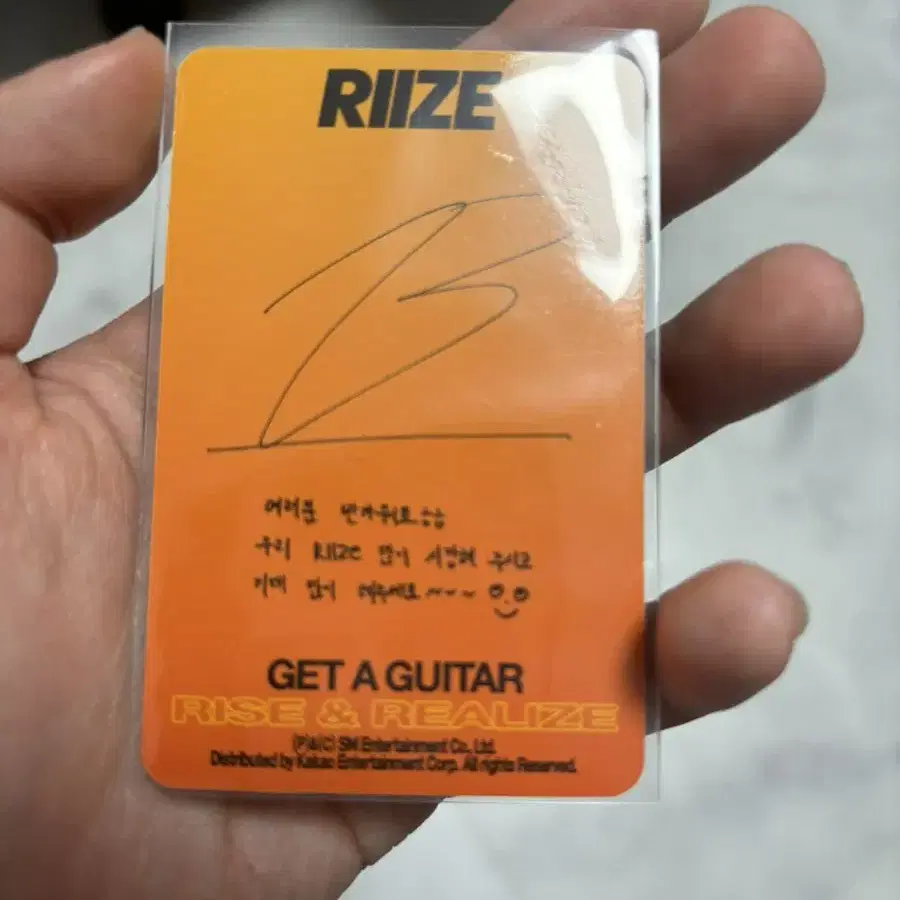 RIIZE
여러분 반가워요ㅎㅎ
우리 RIIZE 많이 사랑해 주시고
기대 많이 해주세요~~~
GET A GUITAR
RISE & REALIZE
(P)&(C) SM Entertainment Co., Ltd.
Distributed by Kakao Entertainment Corp. All rights Reserved.